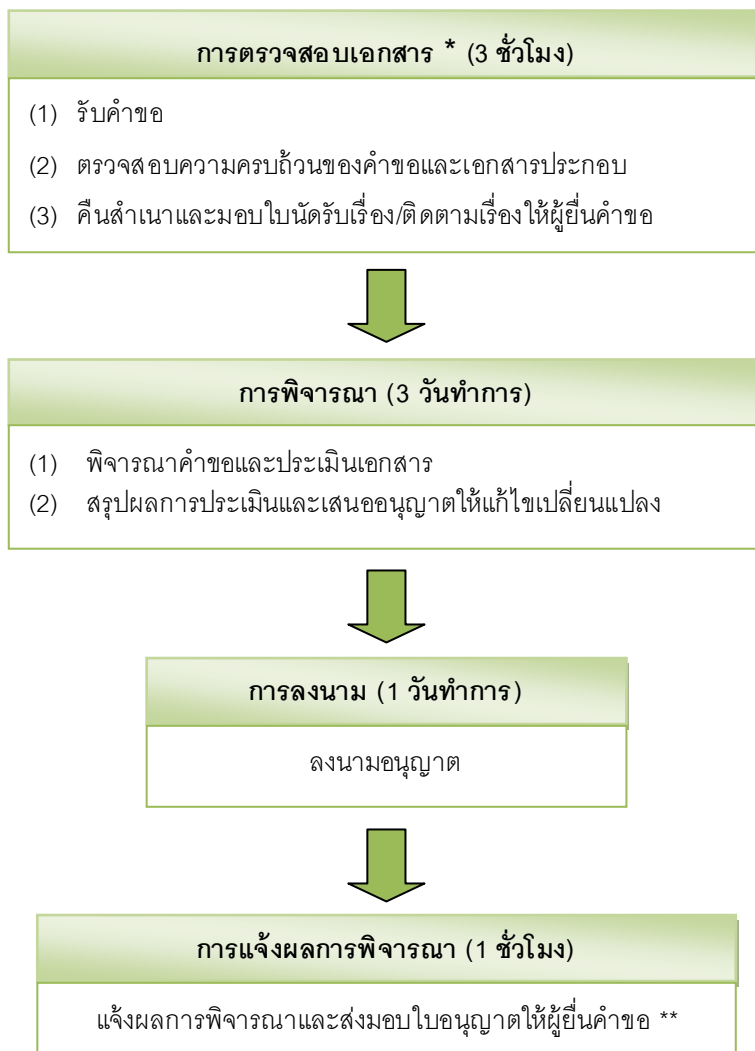 การตรวจสอบเอกสาร * (3 ชั่วโมง)
(1) รับคำขอ
(2) ตรวจสอบความครบถ้วนของคำขอและเอกสารประกอบ
(3) คืนสำเนาและมอบใบนัดรับเรื่อง/ติดตามเรื่องให้ผู้ยื่นคำขอ
การพิจารณา (3 วันทำการ)
(1) พิจารณาคำขอและประเมินเอกสาร
(2) สรุปผลการประเมินและเสนออนุญาตให้แก้ไขเปลี่ยนแปลง
การลงนาม (1 วันทำการ)
ลงนามอนุญาต
การแจ้งผลการพิจารณา (1 ชั่วโมง)
แจ้งผลการพิจารณาและส่งมอบใบอนุญาตให้ผู้ยื่นคำขอ **